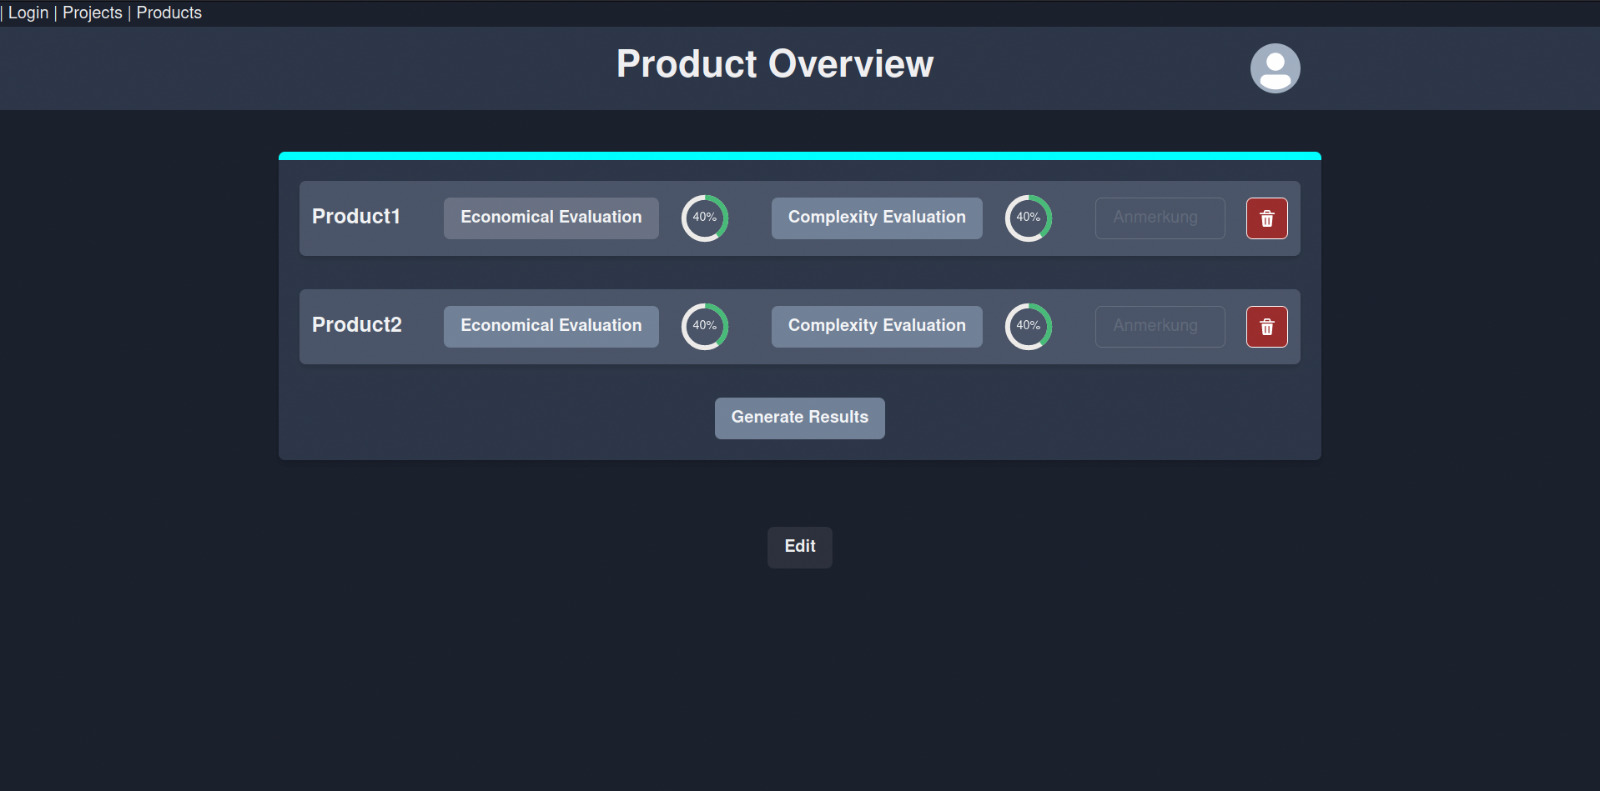 | Login | Projects | Products
Product Overview
Product1 Economical Evaluation 40% Complexity Evaluation 40% Anmerkung
Product2 Economical Evaluation 40% Complexity Evaluation 40% Anmerkung
Generate Results
Edit